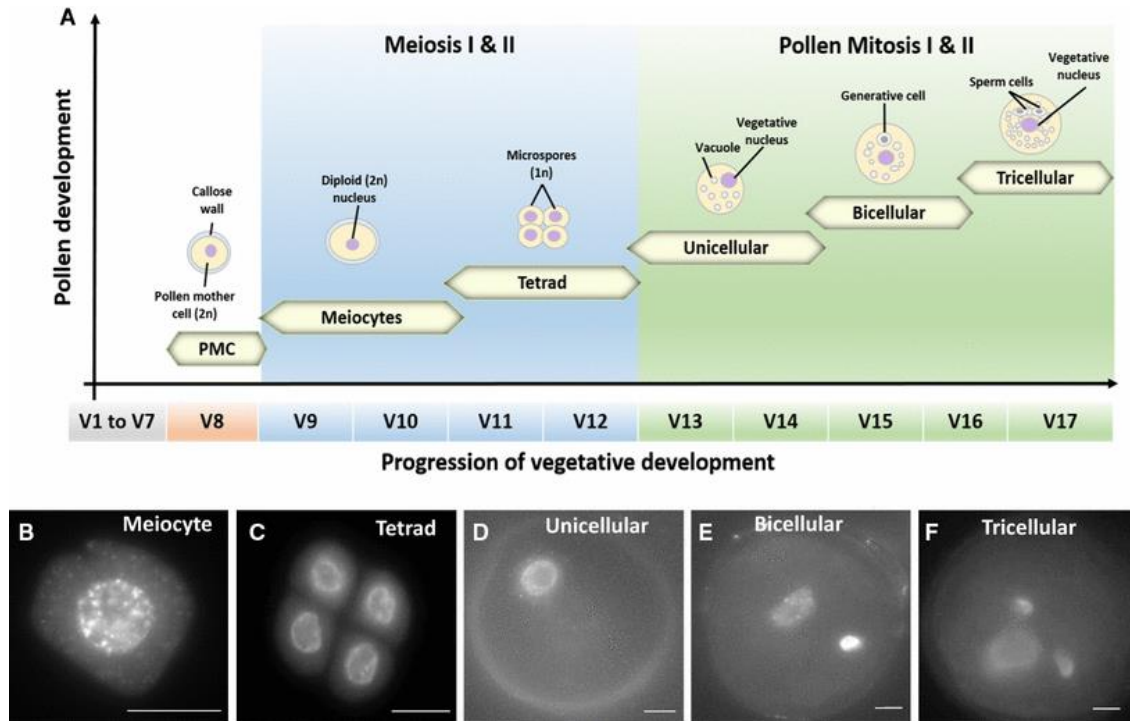 A
Meiosis I & II
Pollen Mitosis I & II
Pollen development
Callose
wall
Pollen mother
cell (2n)
PMC
Diploid (2n)
nucleus
Meiocytes
Microspores
(1n)
Tetrad
Vacuole
Vegetative
nucleus
Unicellular
Generative cell
Bicellular
Sperm cells
Vegetative
nucleus
Tricellular
V1 to V7 V8 V9 V10 V11 V12 V13 V14 V15 V16 V17
Progression of vegetative development
B Meiocyte
C Tetrad
D Unicellular
E Bicellular
F Tricellular